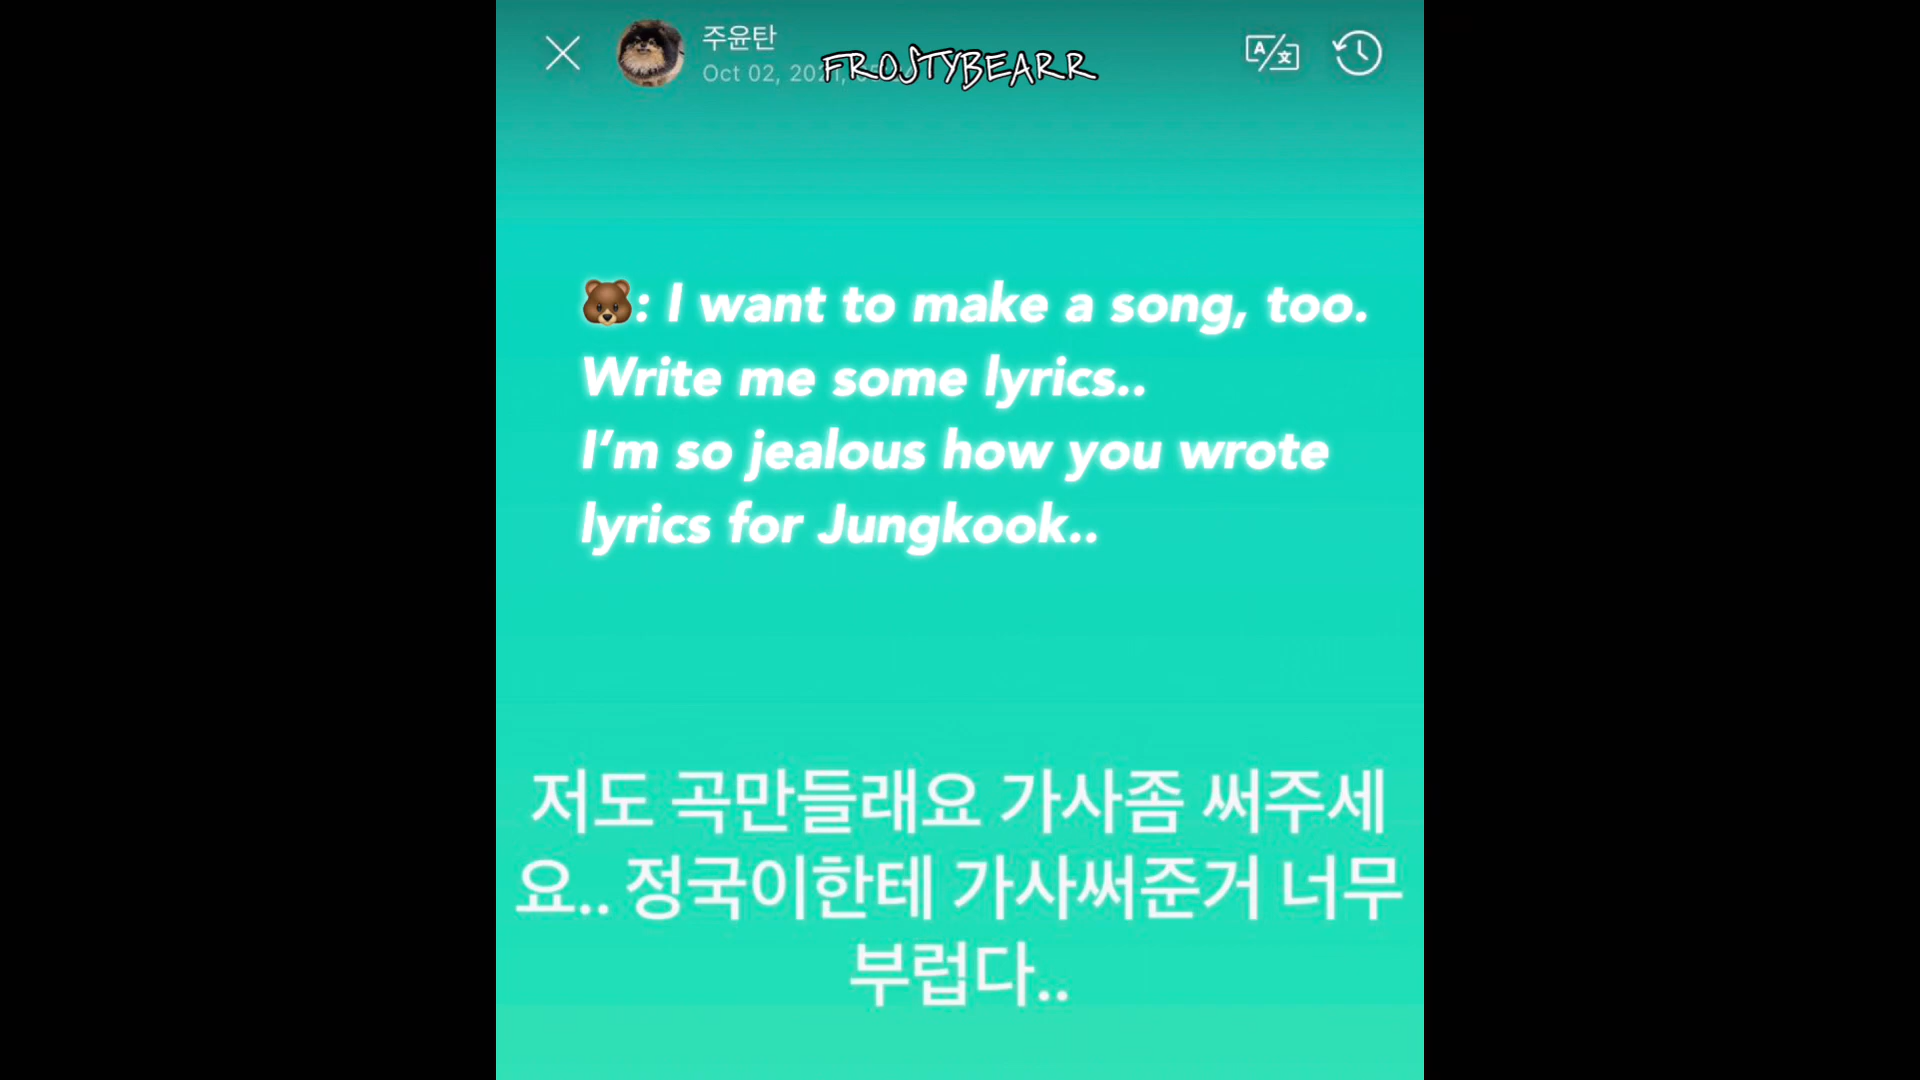 주윤탄
Oct 02, 2021,
FROSTYBEARR
🐻: I want to make a song, too.
Write me some lyrics..
I'm so jealous how you wrote
lyrics for Jungkook..
저도 곡만들래요 가사좀 써주세
요.. 정국이한테 가사써준거 너무
부럽다..